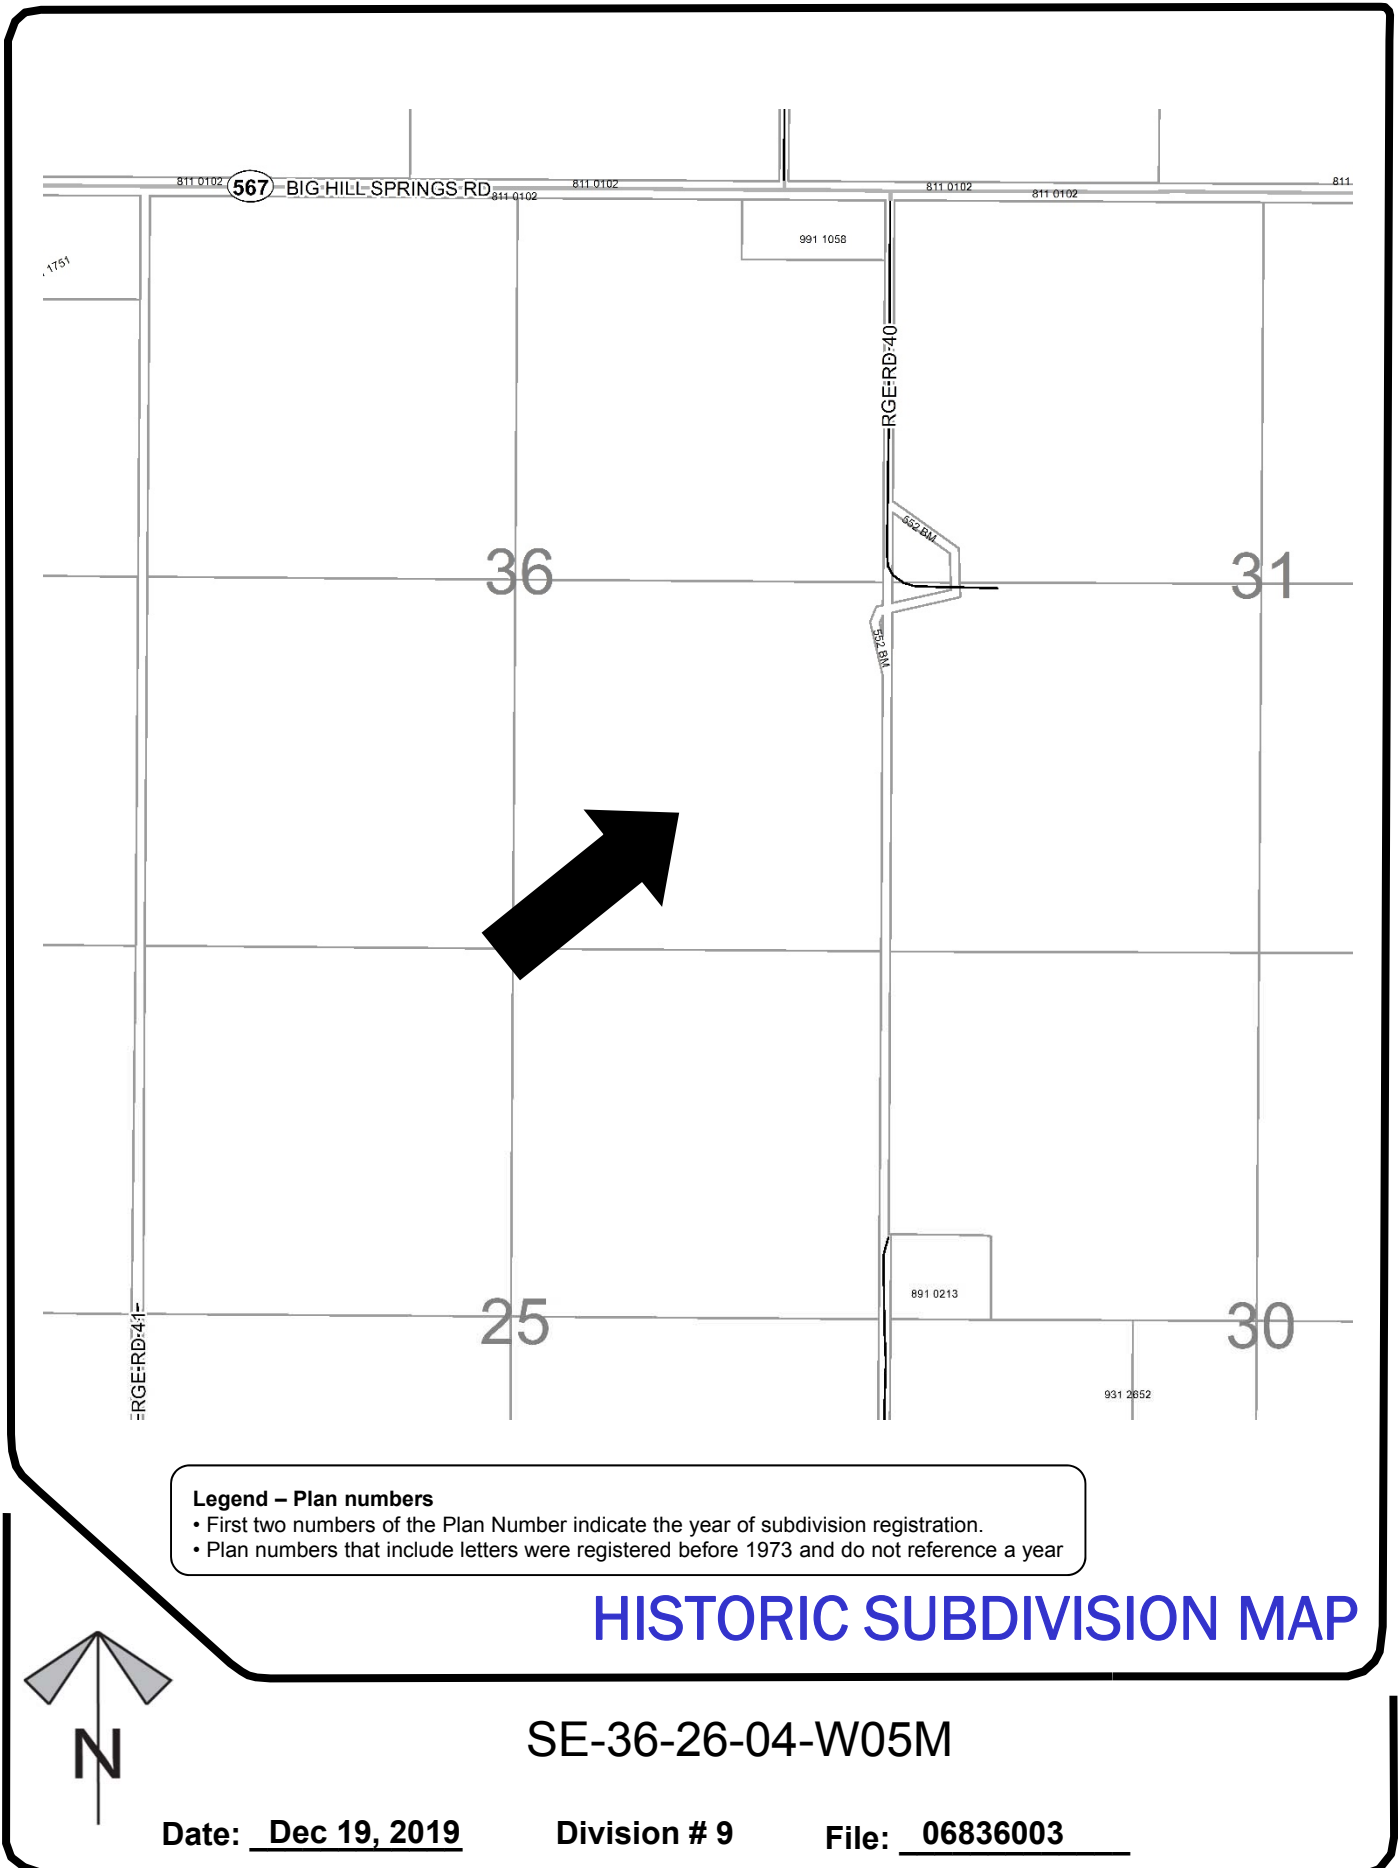 811 0102
567
BIG HILL SPRINGS RD
811 0102
811 0102
811 0102
811 0102
811
991 1058
1751
RGE RD 40
552 BM
36
31
552 BM
891 0213
25
30
RGE RD 41
931 2652
Legend – Plan numbers
• First two numbers of the Plan Number indicate the year of subdivision registration.
• Plan numbers that include letters were registered before 1973 and do not reference a year
HISTORIC SUBDIVISION MAP
N
SE-36-26-04-W05M
Date: Dec 19, 2019 Division # 9 File: 06836003